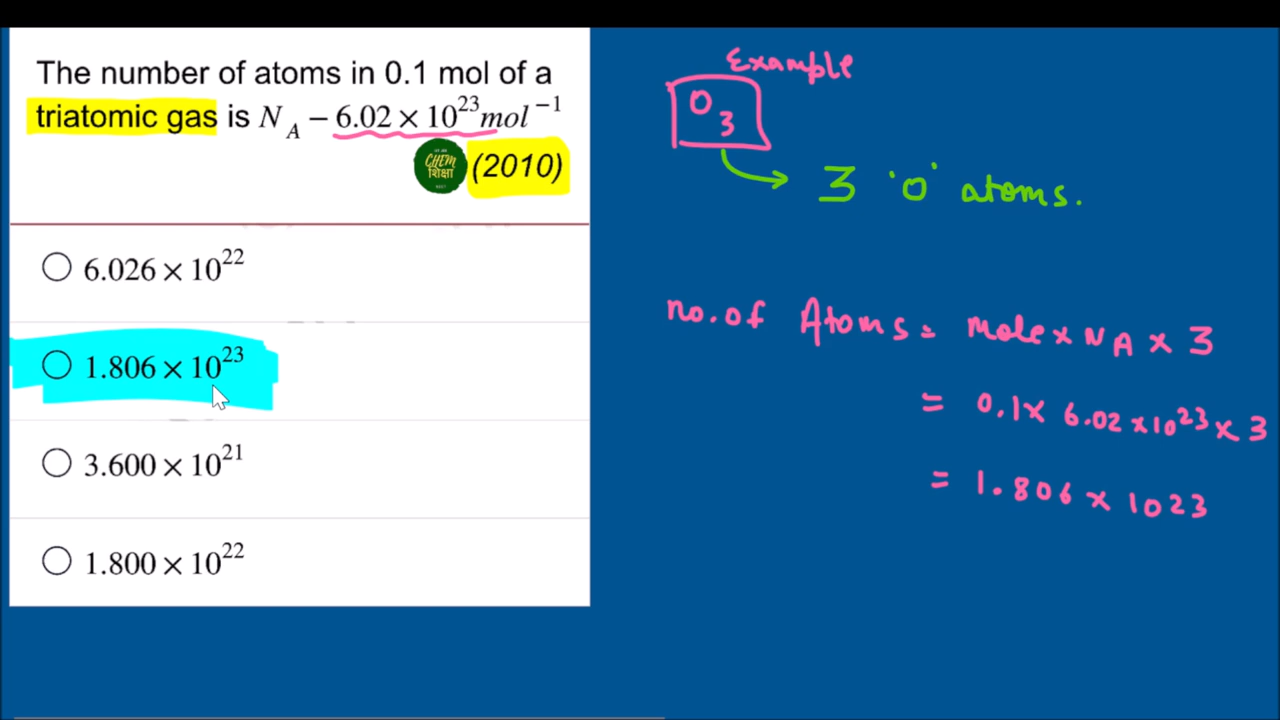 The number of atoms in 0.1 mol of a
triatomic gas is N_A − 6.02 × 10^23 mol^−1
CHEM
शिक्षा
(2010)
6.026 × 10^22
1.806 × 10^23
3.600 × 10^21
1.800 × 10^22
Example
O3
3 'O' atoms.
no. of Atoms = mole × NA × 3
= 0.1 × 6.02 × 10^23 × 3
= 1.806 × 1023